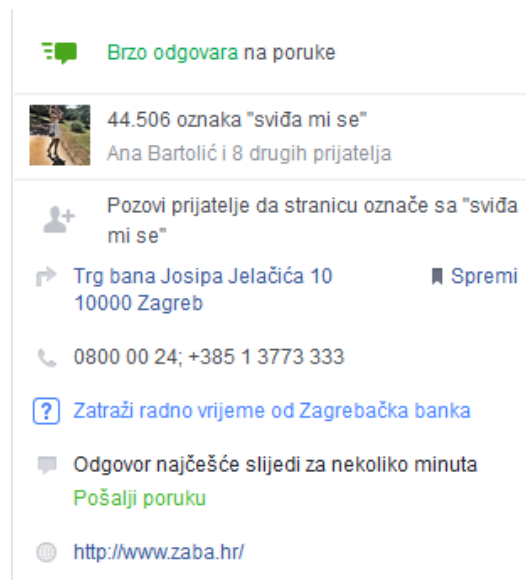 Brzo odgovara na poruke
44.506 oznaka "sviđa mi se"
Ana Bartolić i 8 drugih prijatelja
Pozovi prijatelje da stranicu označe sa "sviđa
mi se"
Trg bana Josipa Jelačića 10
Spremi
10000 Zagreb
0800 00 24; +385 1 3773 333
? Zatraži radno vrijeme od Zagrebačka banka
Odgovor najčešće slijedi za nekoliko minuta
Pošalji poruku
http://www.zaba.hr/